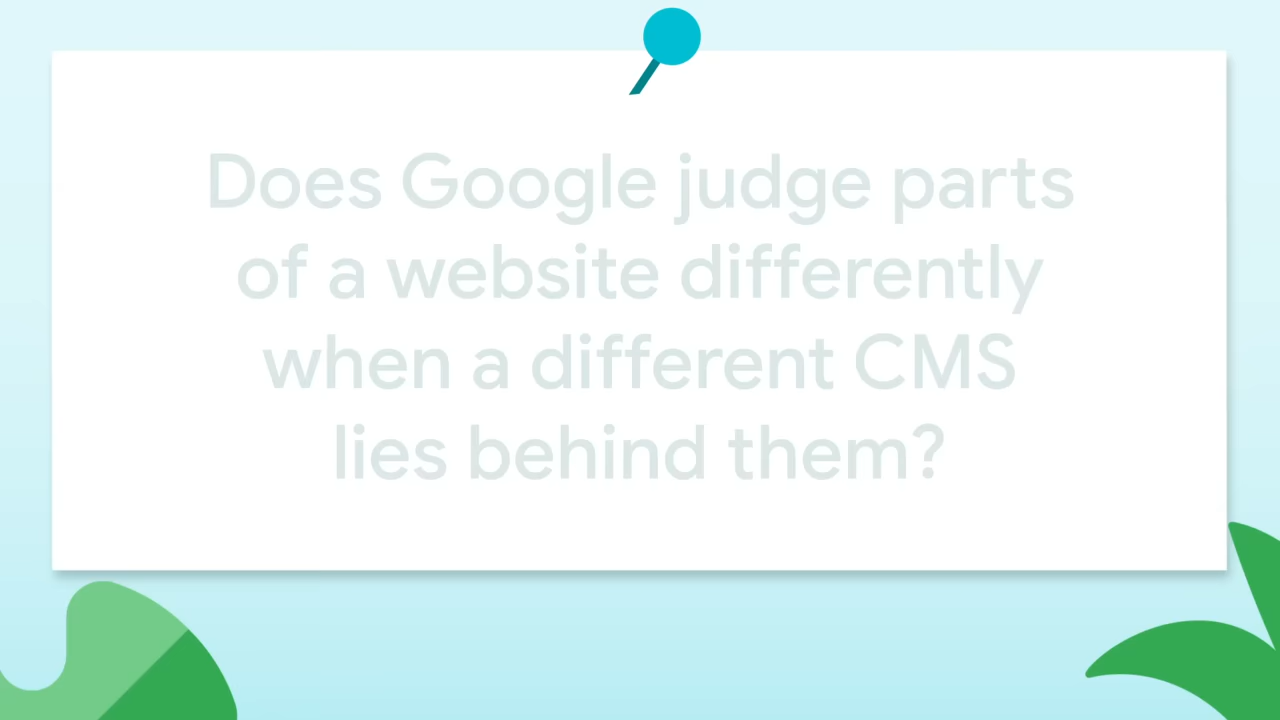 Does Google judge parts
of a website differently
when a different CMS
lies behind them?